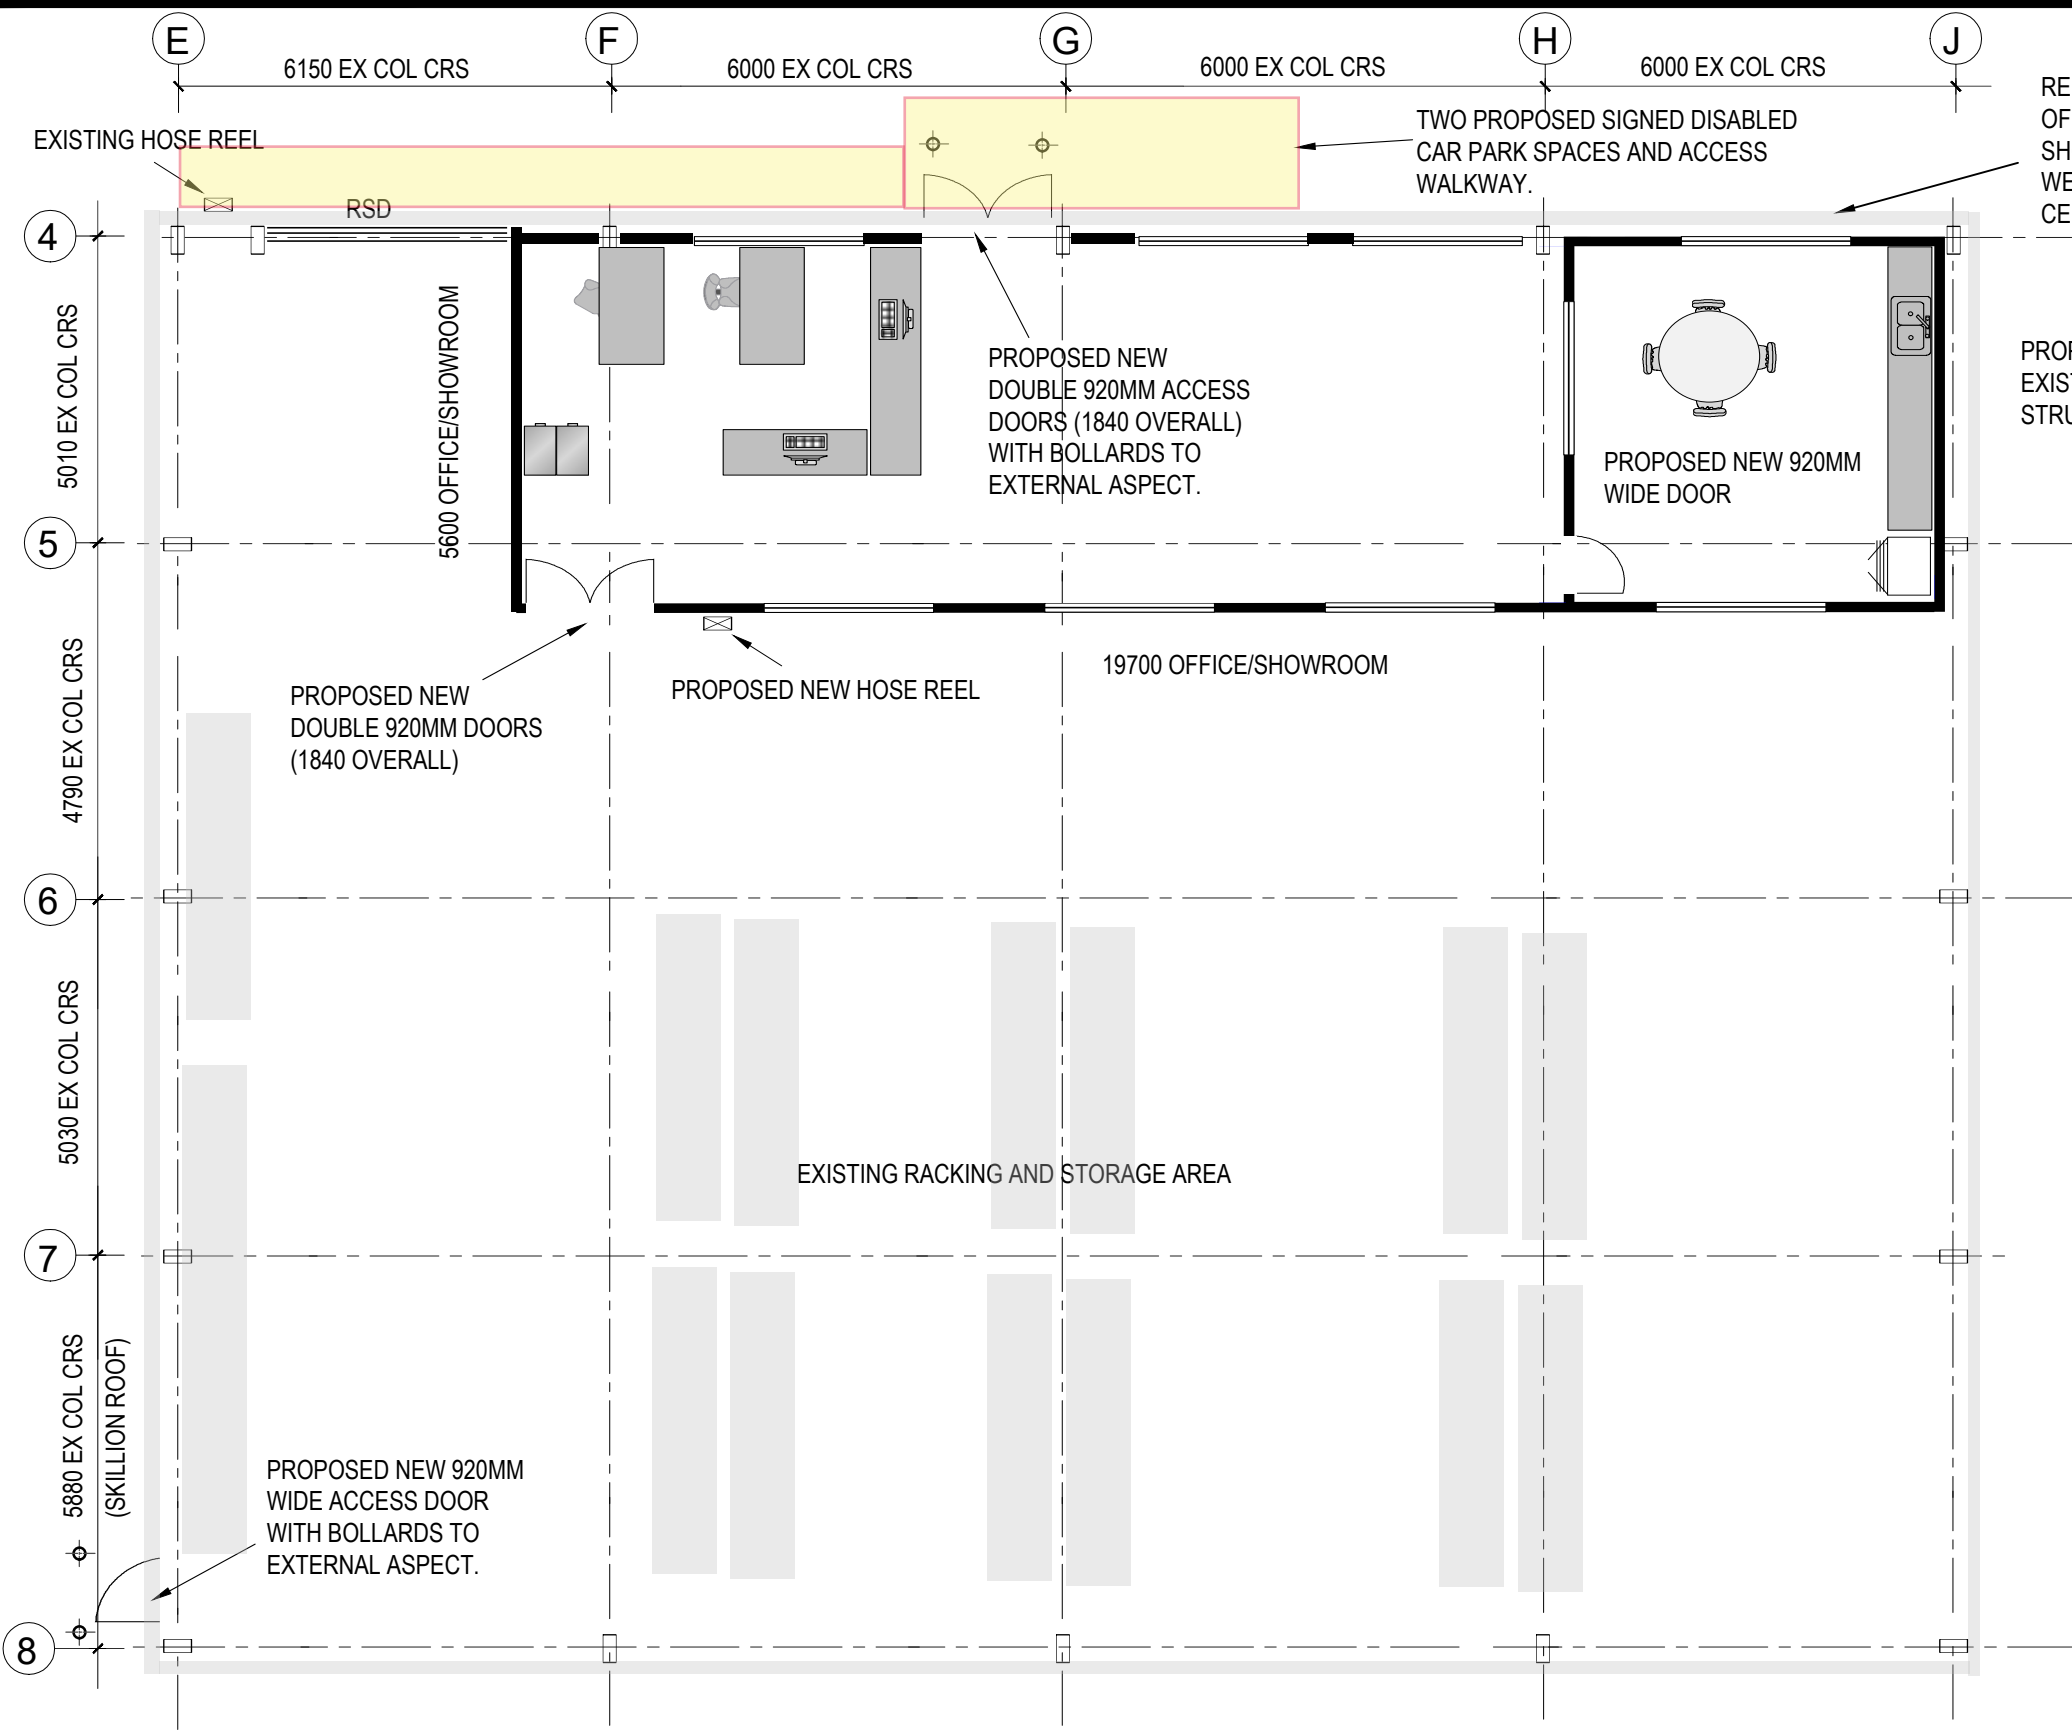 E
F
G
H
J
6150 EX COL CRS
6000 EX COL CRS
6000 EX COL CRS
6000 EX COL CRS
EXISTING HOSE REEL
TWO PROPOSED SIGNED DISABLED
CAR PARK SPACES AND ACCESS
WALKWAY.
RE
OF
SH
WE
CE
RSD
4
5010 EX COL CRS
5600 OFFICE/SHOWROOM
PROPOSED NEW
DOUBLE 920MM ACCESS
DOORS (1840 OVERALL)
WITH BOLLARDS TO
EXTERNAL ASPECT.
PROPOSED NEW 920MM
WIDE DOOR
PROP
EXIST
STRU
5
4790 EX COL CRS
PROPOSED NEW
DOUBLE 920MM DOORS
(1840 OVERALL)
PROPOSED NEW HOSE REEL
19700 OFFICE/SHOWROOM
6
5030 EX COL CRS
EXISTING RACKING AND STORAGE AREA
7
5880 EX COL CRS
(SKILLION ROOF)
PROPOSED NEW 920MM
WIDE ACCESS DOOR
WITH BOLLARDS TO
EXTERNAL ASPECT.
8